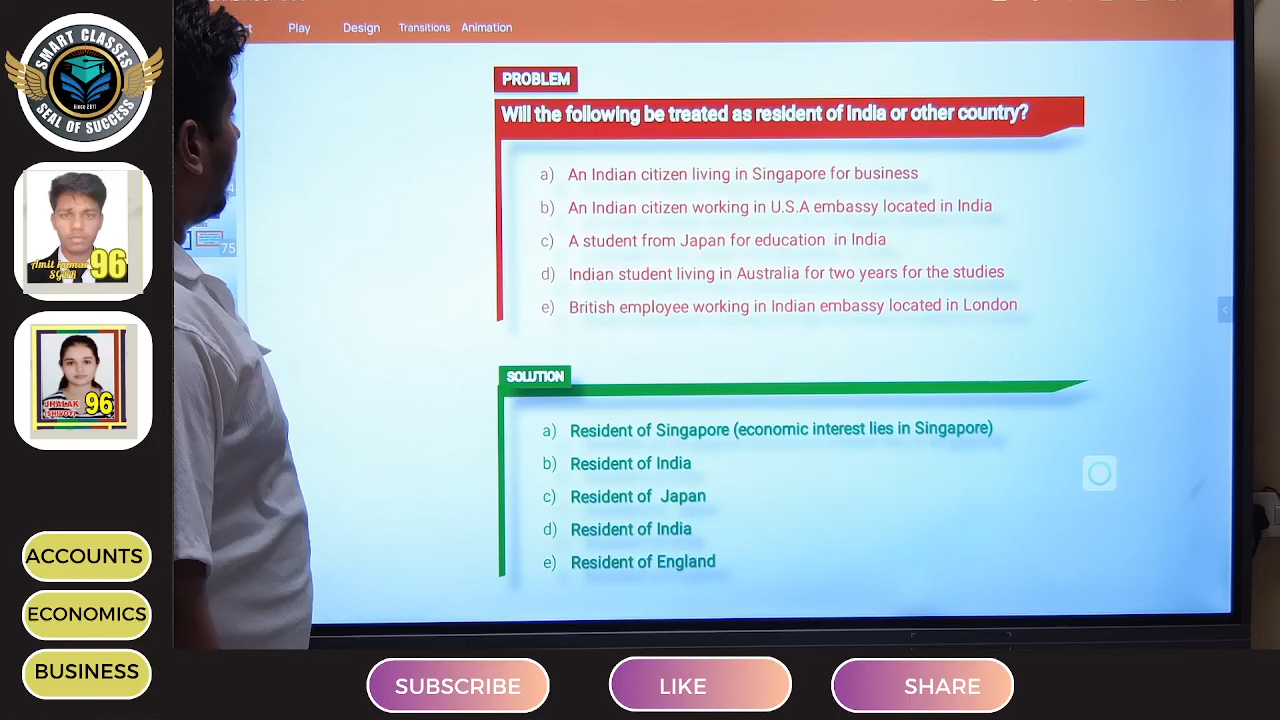 Play Design Transitions Animation
SMART CLASSES
Since 2011
SEAL OF SUCCESS
PROBLEM
Will the following be treated as resident of India or other country?
a) An Indian citizen living in Singapore for business
b) An Indian citizen working in U.S.A embassy located in India
c) A student from Japan for education in India
d) Indian student living in Australia for two years for the studies
e) British employee working in Indian embassy located in London
75
Amit kumar 96
JHALAK 96
SOLUTION
a) Resident of Singapore (economic interest lies in Singapore)
b) Resident of India
c) Resident of Japan
d) Resident of India
e) Resident of England
ACCOUNTS
ECONOMICS
BUSINESS
SUBSCRIBE LIKE SHARE